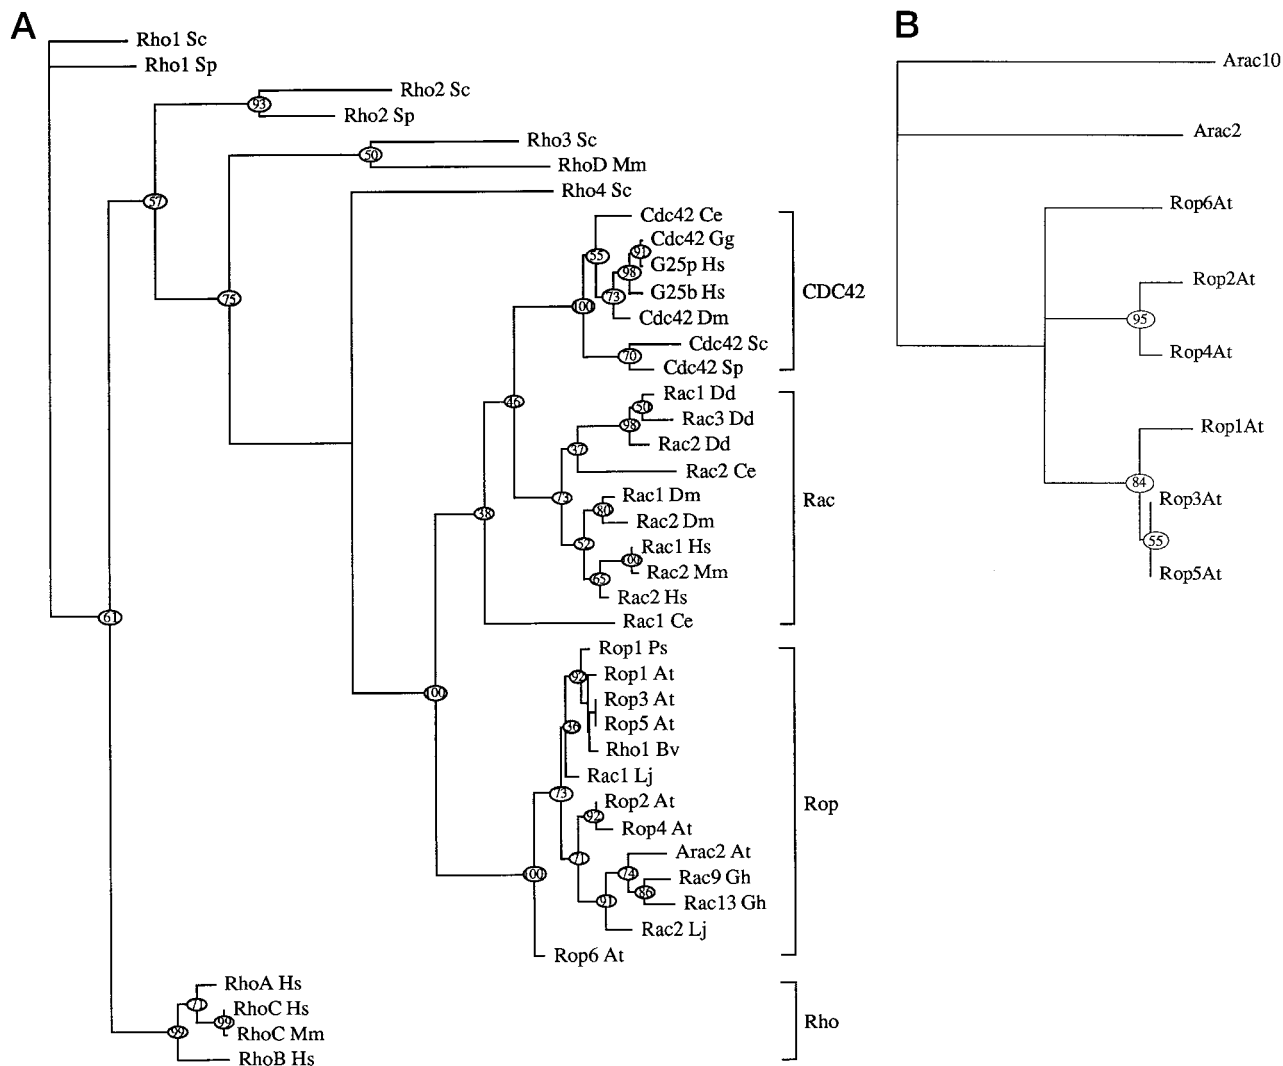 A
Rho1 Sc
Rho1 Sp
93
Rho2 Sc
Rho2 Sp
50
Rho3 Sc
RhoD Mm
57
Rho4 Sc
75
Cdc42 Ce
55
91
Cdc42 Gg
G25p Hs
98
G25b Hs
73
100
Cdc42 Dm
CDC42
70
Cdc42 Sc
Cdc42 Sp
46
50
Rac1 Dd
Rac3 Dd
98
Rac2 Dd
37
Rac2 Ce
73
Rac1 Dm
80
Rac2 Dm
Rac
38
52
Rac1 Hs
100
Rac2 Mm
65
Rac2 Hs
Rac1 Ce
61
100
Rop1 Ps
92
Rop1 At
Rop3 At
Rop5 At
36
Rho1 Bv
Rac1 Lj
73
Rop2 At
92
Rop4 At
Rop
71
Arac2 At
74
Rac9 Gh
86
100
Rac13 Gh
91
Rac2 Lj
Rop6 At
RhoA Hs
71
RhoC Hs
99
RhoC Mm
99
RhoB Hs
Rho
B
Arac10
Arac2
Rop6At
Rop2At
95
Rop4At
Rop1At
84
Rop3At
55
Rop5At